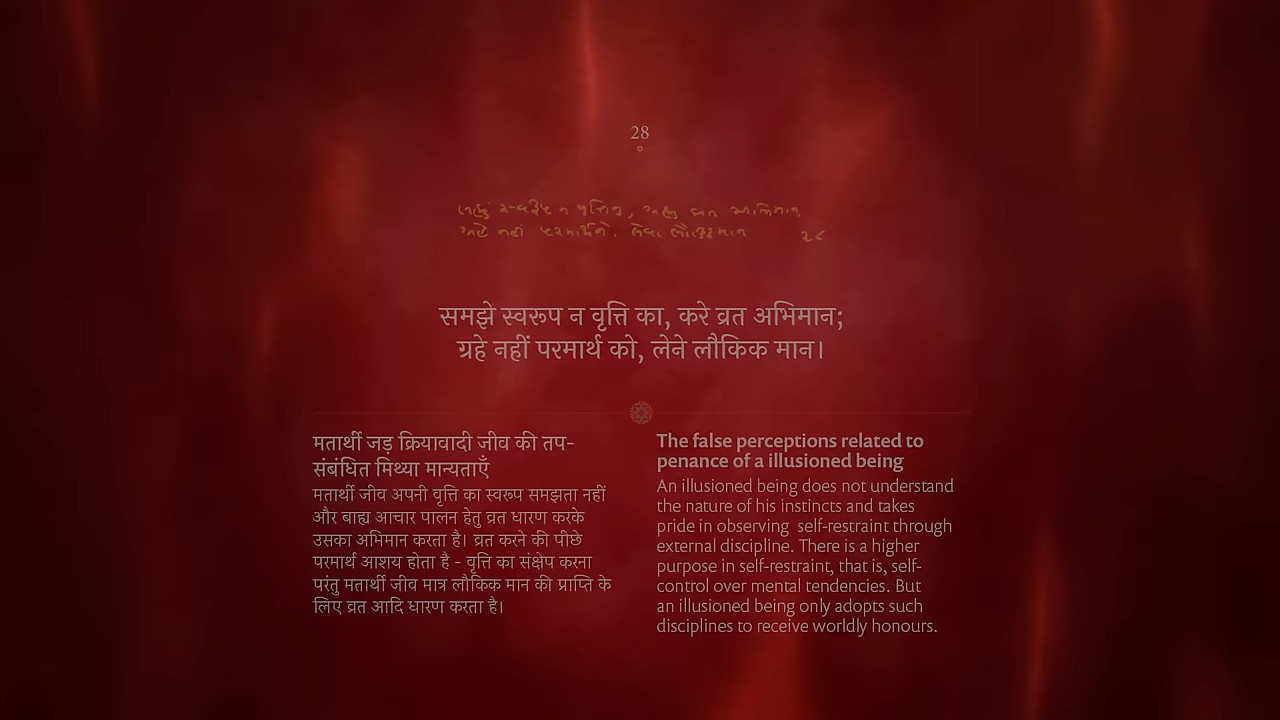 28
समझे स्वरूप न वृत्ति का, करे व्रत अभिमान;
ग्रहे नहीं परमार्थ को, लेने लौकिक मान।
मतार्थी जड़ क्रियावादी जीव की तप-
संबंधित मिथ्या मान्यताएँ
मतार्थी जीव अपनी वृत्ति का स्वरूप समझता नहीं
और बाह्य आचार पालन हेतु व्रत धारण करके
उसका अभिमान करता है। व्रत करने की पीछे
परमार्थ आशय होता है - वृत्ति का संक्षेप करना
परंतु मतार्थी जीव मात्र लौकिक मान की प्राप्ति के
लिए व्रत आदि धारण करता है।
The false perceptions related to
penance of a illusioned being
An illusioned being does not understand
the nature of his instincts and takes
pride in observing self-restraint through
external discipline. There is a higher
purpose in self-restraint, that is, self-
control over mental tendencies. But
an illusioned being only adopts such
disciplines to receive worldly honours.